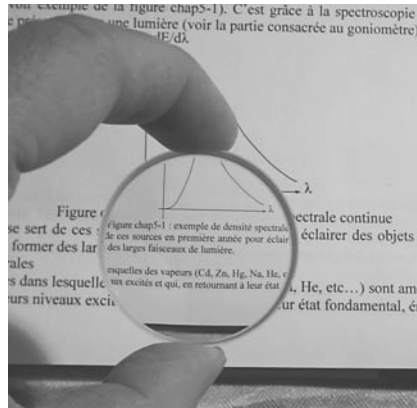 exemple de la figure chap5-1). C'est grâce à la spectroscopie
une lumière (voir la partie consacrée au goniomètre)
dE/dλ
λ
Figure
ectrale continue
se sert de ces
éclairer des objets
former des lar
ales
s dans lesquelle
, He, etc...) sont am
urs niveaux excit
ur état fondamental, é
λ
Figure chap5-1 : exemple de densité spectrale
de ces sources en première année pour éclair
des larges faisceaux de lumière.
esquelles des vapeurs (Cd, Zn, Hg, Na, He, e
aux excités et qui, en retournant à leur état